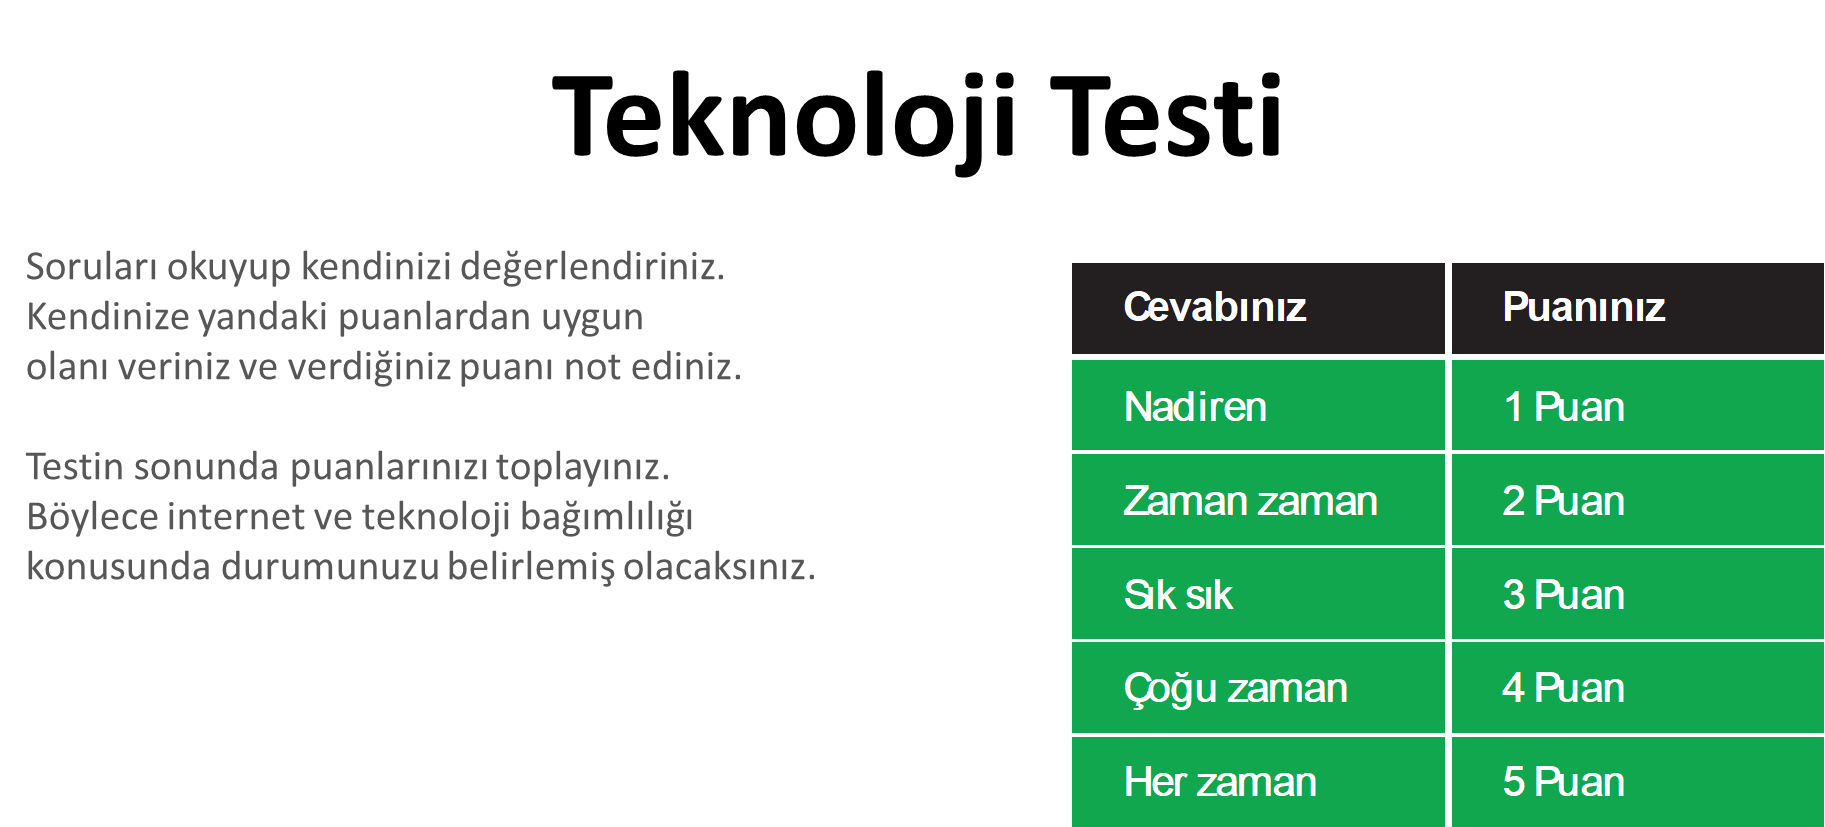 Teknoloji Testi
Soruları okuyup kendinizi değerlendiriniz.
Kendinize yandaki puanlardan uygun
olanı veriniz ve verdiğiniz puanı not ediniz.
Testin sonunda puanlarınızı toplayınız.
Böylece internet ve teknoloji bağımlılığı
konusunda durumunuzu belirlemiş olacaksınız.
Cevabınız Puanınız
Nadiren 1 Puan
Zaman zaman 2 Puan
Sık sık 3 Puan
Çoğu zaman 4 Puan
Her zaman 5 Puan